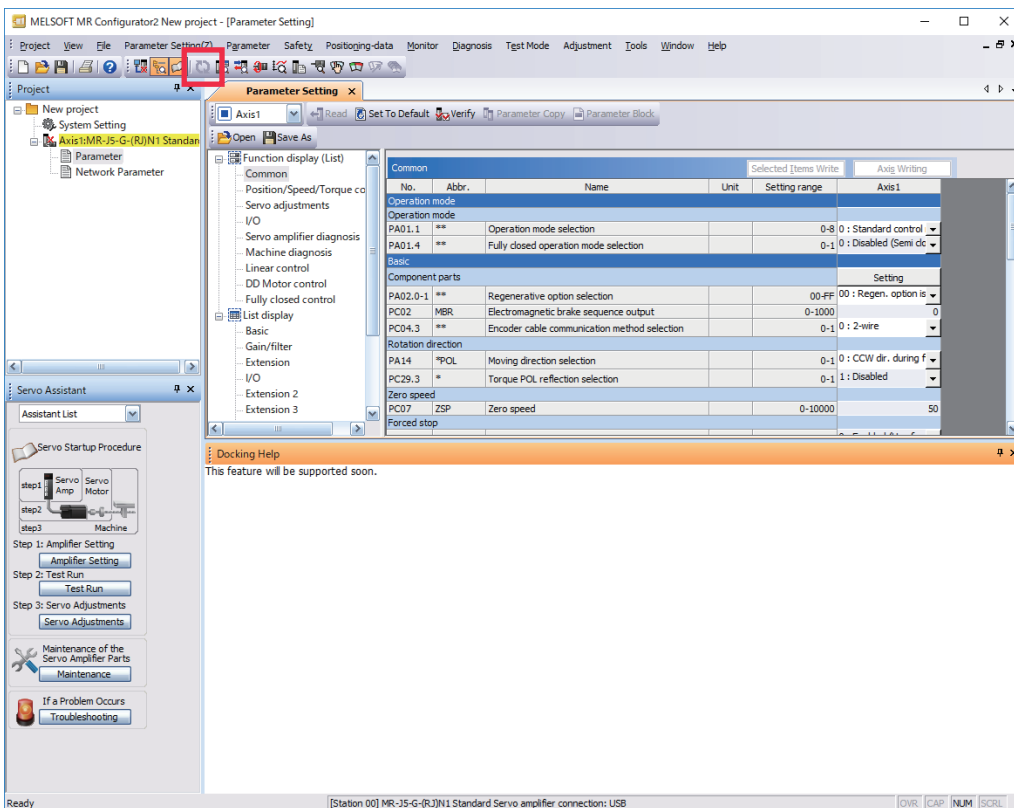 MELSOFT MR Configurator2 New project - [Parameter Setting]
Project View File Parameter Setting(Z) Parameter Safety Positioning-data Monitor Diagnosis Test Mode Adjustment Tools Window Help
Project
New project
System Setting
Axis1:MR-J5-G-(RJ)N1 Standar
Parameter
Network Parameter
Servo Assistant
Assistant List
Servo Startup Procedure
step1
Servo Amp
Servo Motor
step2
step3
Machine
Step 1: Amplifier Setting
Amplifier Setting
Step 2: Test Run
Test Run
Step 3: Servo Adjustments
Servo Adjustments
Maintenance of the
Servo Amplifier Parts
Maintenance
If a Problem Occurs
Troubleshooting
Parameter Setting
Axis1 Read Set To Default Verify Parameter Copy Parameter Block
Open Save As
Function display (List)
Common
Position/Speed/Torque co
Servo adjustments
I/O
Servo amplifier diagnosis
Machine diagnosis
Linear control
DD Motor control
Fully closed control
List display
Basic
Gain/filter
Extension
I/O
Extension 2
Extension 3
Common Selected Items Write Axis Writing
No. Abbr. Name Unit Setting range Axis1
Operation mode
Operation mode
PA01.1 ** Operation mode selection 0-8 0 : Standard control
PA01.4 ** Fully closed operation mode selection 0-1 0 : Disabled (Semi clc
Basic
Component parts Setting
PA02.0-1 ** Regenerative option selection 00-FF 00 : Regen. option is
PC02 MBR Electromagnetic brake sequence output 0-1000 0
PC04.3 ** Encoder cable communication method selection 0-1 0 : 2-wire
Rotation direction
PA14 *POL Moving direction selection 0-1 0 : CCW dir. during f
PC29.3 * Torque POL reflection selection 0-1 1 : Disabled
Zero speed
PC07 ZSP Zero speed 0-10000 50
Forced stop
Docking Help
This feature will be supported soon.
Ready [Station 00] MR-J5-G-(RJ)N1 Standard Servo amplifier connection: USB OVR CAP NUM SCRL